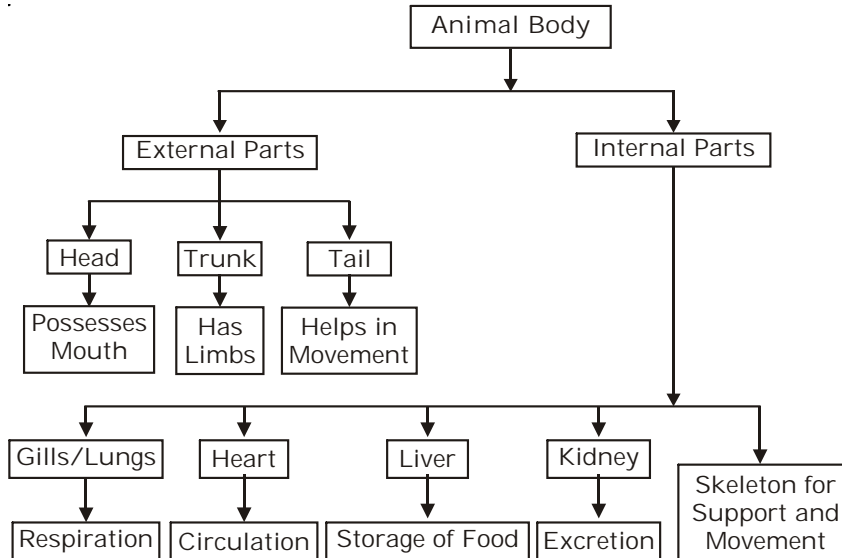 Animal Body
External Parts
Internal Parts
Head
Trunk
Tail
Possesses
Mouth
Has
Limbs
Helps in
Movement
Gills/Lungs
Heart
Liver
Kidney
Skeleton for
Support and
Movement
Respiration
Circulation
Storage of Food
Excretion